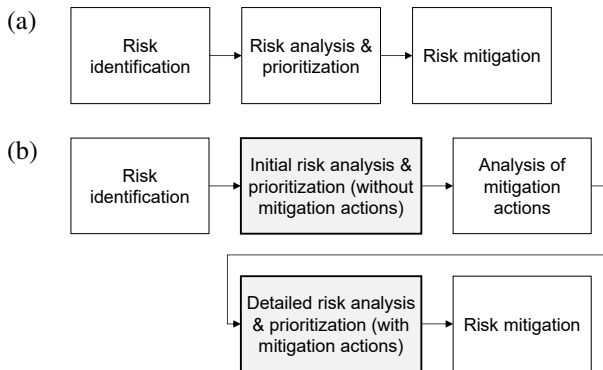 (a)
Risk
identification
Risk analysis &
prioritization
Risk mitigation
(b)
Risk
identification
Initial risk analysis &
prioritization (without
mitigation actions)
Analysis of
mitigation
actions
Detailed risk analysis
& prioritization (with
mitigation actions)
Risk mitigation